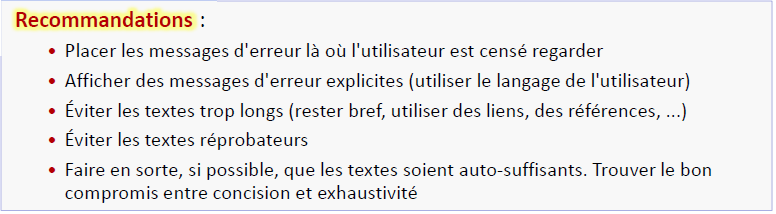 Recommandations :
• Placer les messages d'erreur là où l'utilisateur est censé regarder
• Afficher des messages d'erreur explicites (utiliser le langage de l'utilisateur)
• Éviter les textes trop longs (rester bref, utiliser des liens, des références, ...)
• Éviter les textes réprobateurs
• Faire en sorte, si possible, que les textes soient auto-suffisants. Trouver le bon
compromis entre concision et exhaustivité